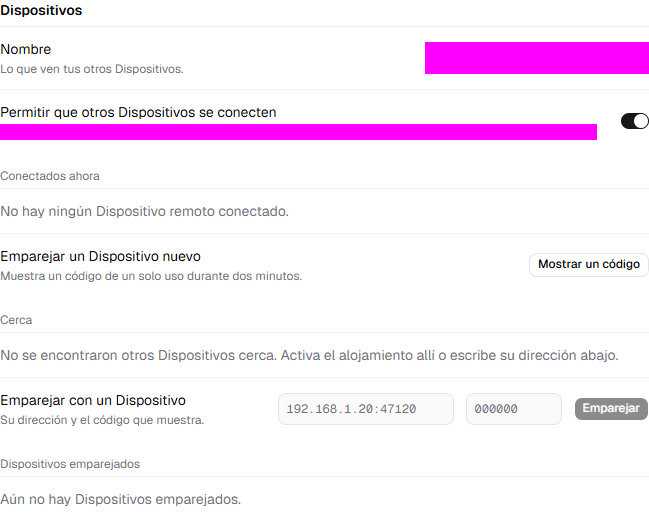 Dispositivos
Nombre
Lo que ven tus otros Dispositivos.
Permitir que otros Dispositivos se conecten
Conectados ahora
No hay ningún Dispositivo remoto conectado.
Emparejar un Dispositivo nuevo
Muestra un código de un solo uso durante dos minutos.
Mostrar un código
Cerca
No se encontraron otros Dispositivos cerca. Activa el alojamiento allí o escribe su dirección abajo.
Emparejar con un Dispositivo
Su dirección y el código que muestra.
192.168.1.20:47120
000000
Emparejar
Dispositivos emparejados
Aún no hay Dispositivos emparejados.